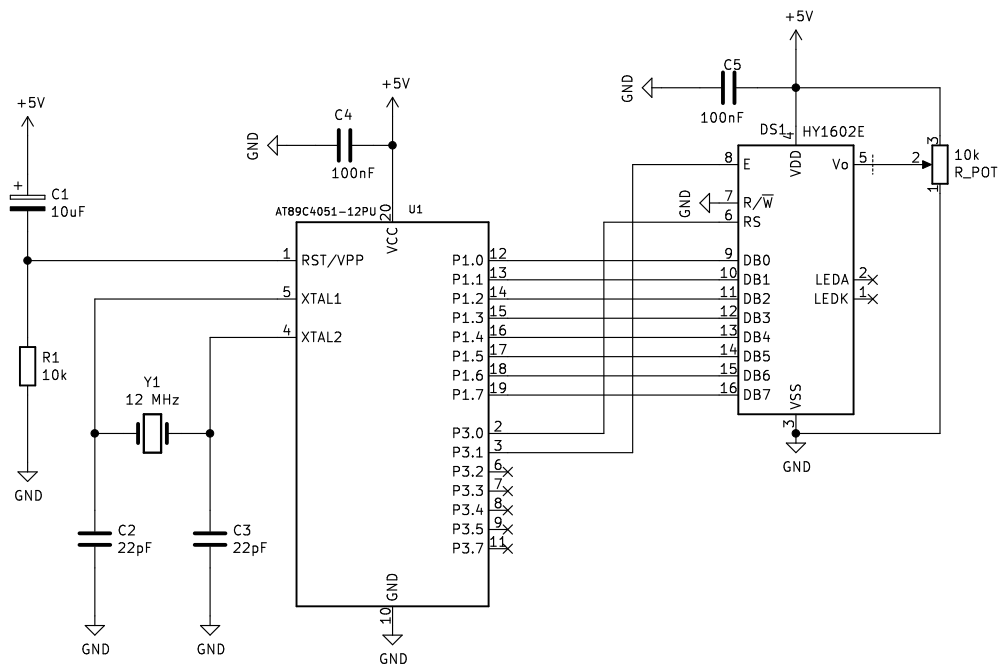 +5V
C5
GND
100nF
DS1
HY1602E
4
VDD
3
10k
R_POT
2
1
8
E
Vo
5
7
R/W̅
GND
6
RS
9
DB0
10
DB1
11
DB2
12
DB3
13
DB4
14
DB5
15
DB6
16
DB7
LEDA
2
LEDK
1
VSS
3
GND
+5V
C4
GND
100nF
+5V
+
C1
10uF
AT89C4051-12PU
U1
20
VCC
1
RST/VPP
5
XTAL1
4
XTAL2
P1.0
12
P1.1
13
P1.2
14
P1.3
15
P1.4
16
P1.5
17
P1.6
18
P1.7
19
P3.0
2
P3.1
3
P3.2
6
P3.3
7
P3.4
8
P3.5
9
P3.7
11
GND
10
GND
R1
10k
GND
Y1
12 MHz
C2
22pF
C3
22pF
GND
GND